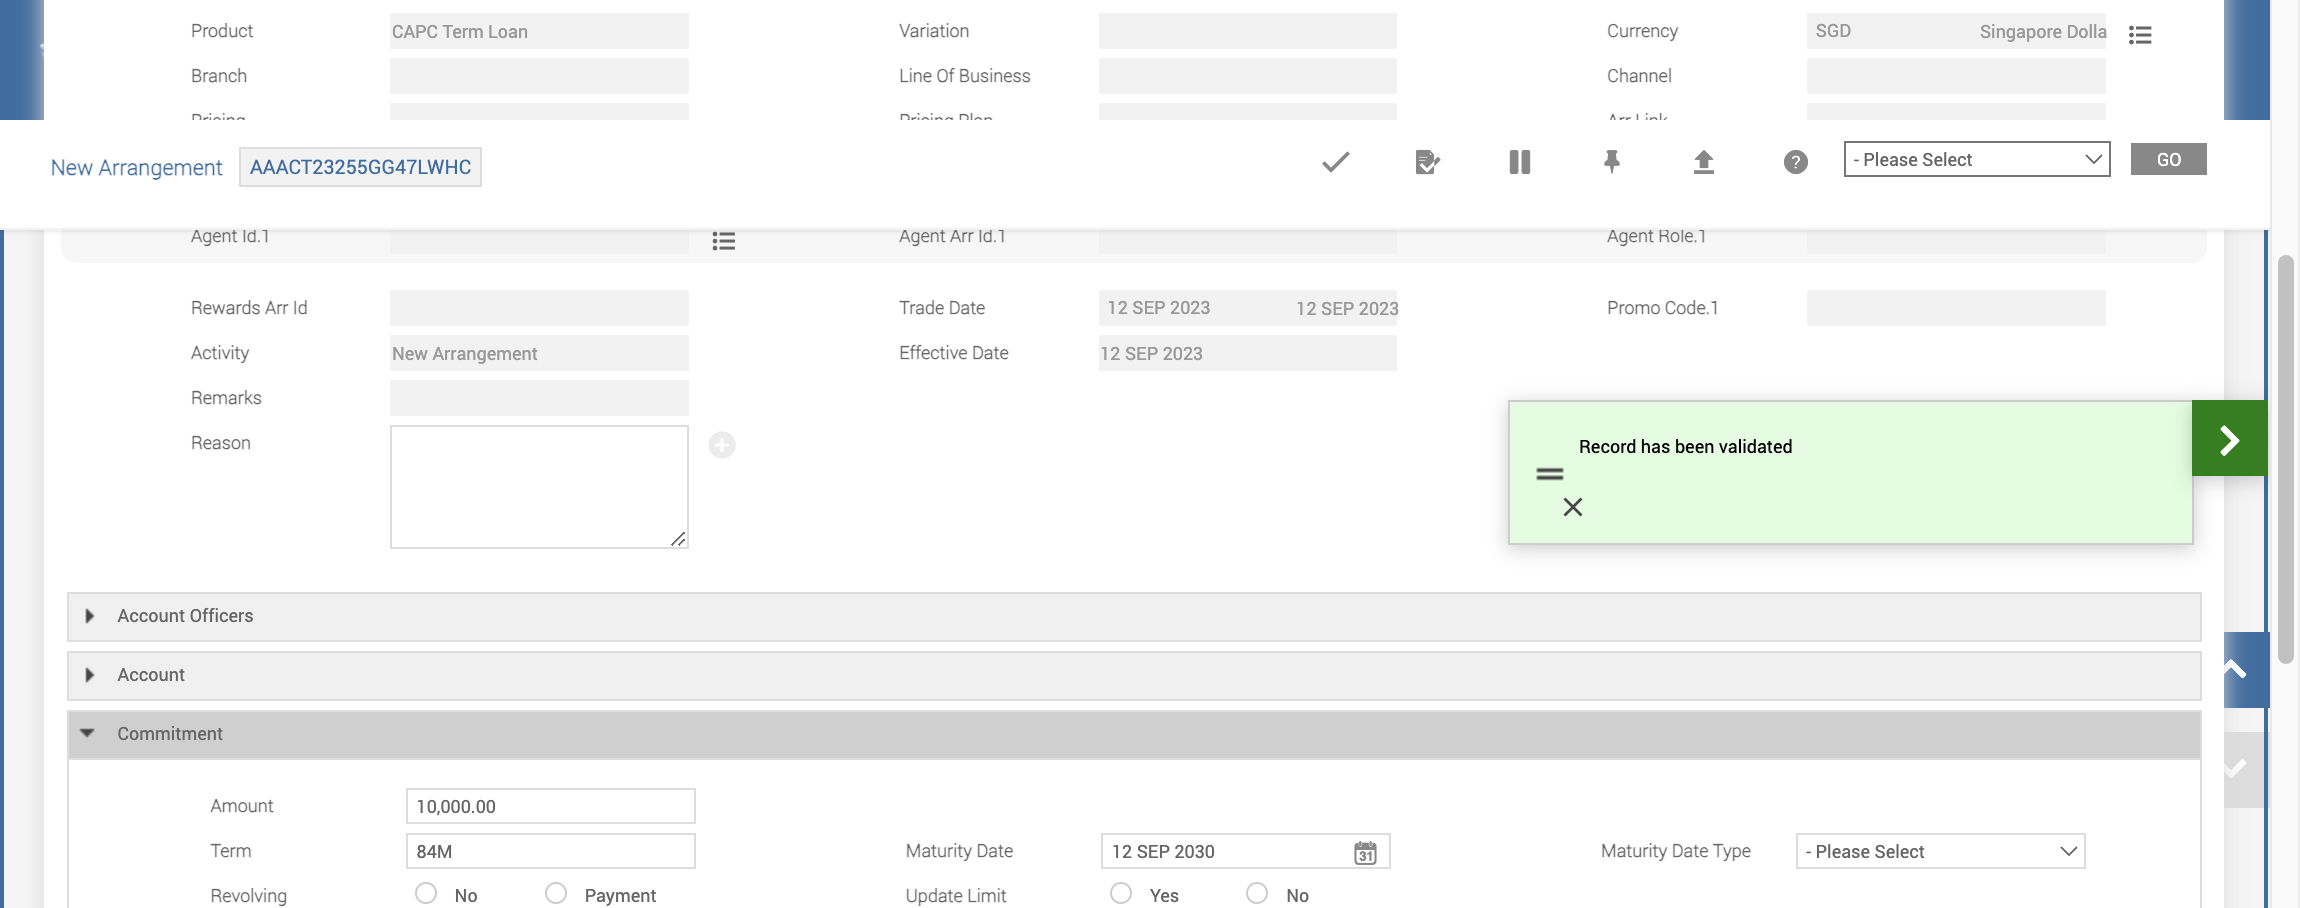 Product CAPC Term Loan Variation Currency SGD Singapore Dolla
Branch Line Of Business Channel
Pricing Pricing Plan Arr Link
New Arrangement AAACT23255GG47LWHC ? - Please Select GO
Agent Id.1 Agent Arr Id.1 Agent Role.1
Rewards Arr Id Trade Date 12 SEP 2023 12 SEP 2023 Promo Code.1
Activity New Arrangement Effective Date 12 SEP 2023
Remarks
Reason
Record has been validated
Account Officers
Account
Commitment
Amount 10,000.00
Term 84M Maturity Date 12 SEP 2030 31 Maturity Date Type - Please Select
Revolving No Payment Update Limit Yes No